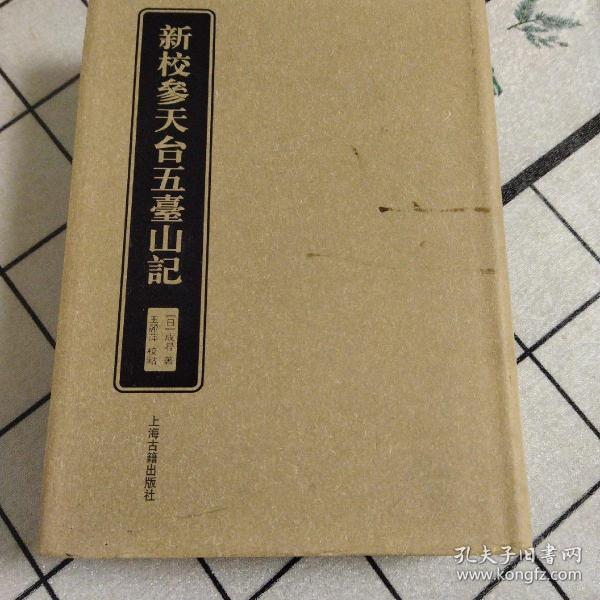 新校參天台五臺山記
[日]成尋 著
王麗萍 校點
上海古籍出版社
孔夫子旧书网
www.kongfz.com